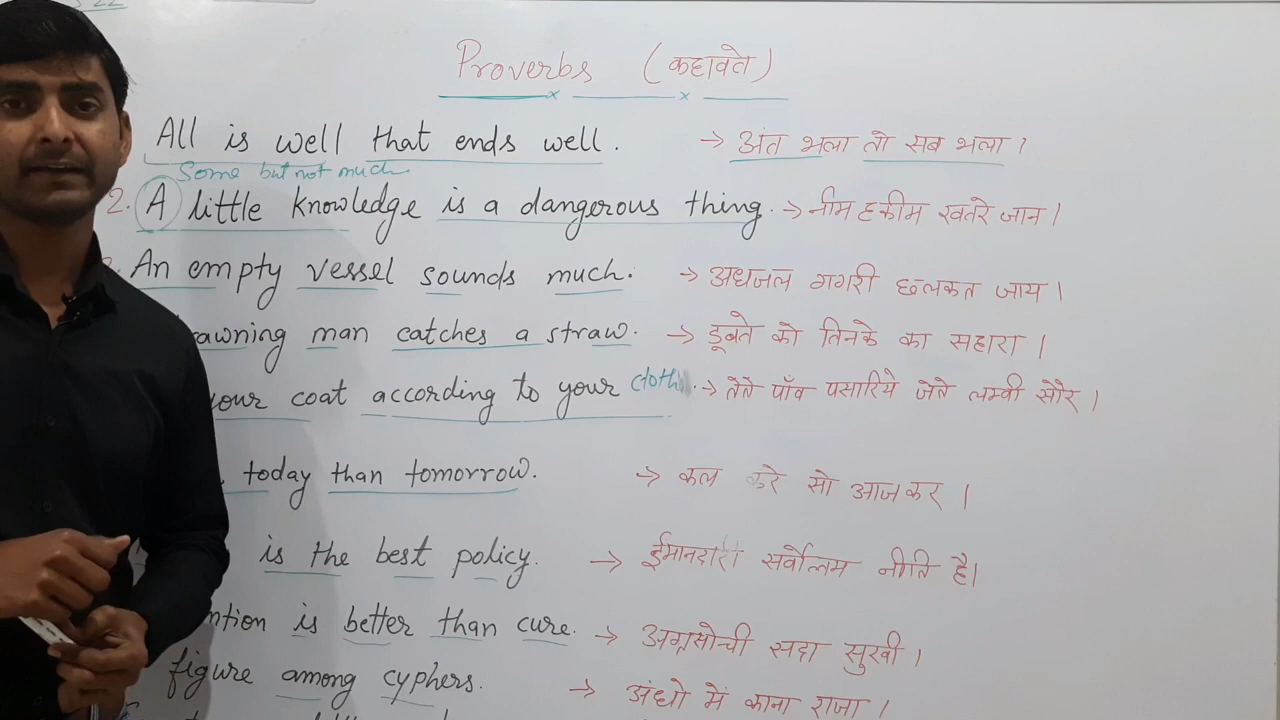 22
Proverbs (कहावते)
All is well that ends well. → अंत भला तो सब भला।
Some but not much
2. A little knowledge is a dangerous thing. → नीम हकीम खतरे जान।
An empty vessel sounds much. → अधजल गगरी छलकत जाय।
awning man catches a straw. → डूबते को तिनके का सहारा।
your coat according to your cloth. → तेते पाँव पसारिये जेते लम्बी सौर।
today than tomorrow. → कल करे सो आज कर।
is the best policy. → ईमानदारी सर्वोत्तम नीति है।
ntion is better than cure. → अग्रसोची सदा सुखी।
figure among cyphers. → अंधो में काना राजा।